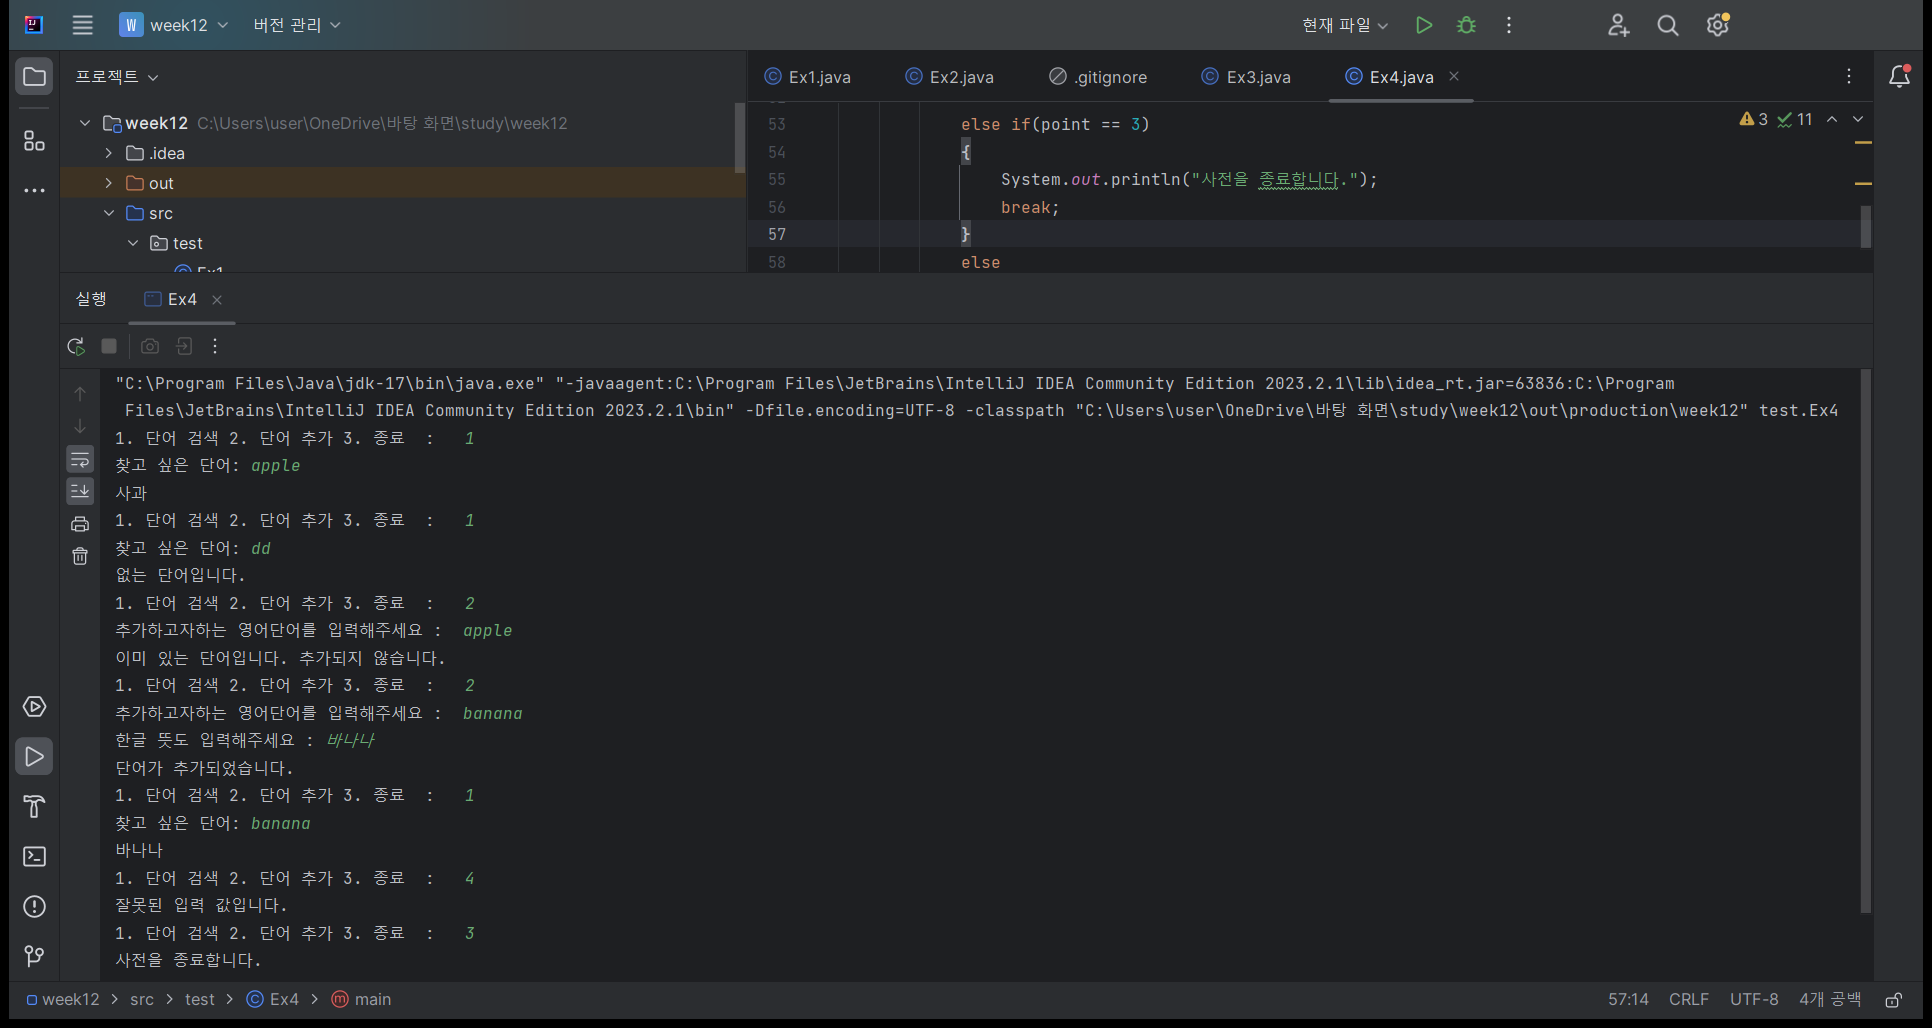 W week12 버전 관리 현재 파일
프로젝트
Ex1.java Ex2.java .gitignore Ex3.java Ex4.java
week12 C:\Users\user\OneDrive\바탕 화면\study\week12
.idea
out
src
test
Ex1
53 else if(point == 3)
54 {
55 System.out.println("사전을 종료합니다.");
56 break;
57 }
58 else
3 11
실행 Ex4
"C:\Program Files\Java\jdk-17\bin\java.exe" "-javaagent:C:\Program Files\JetBrains\IntelliJ IDEA Community Edition 2023.2.1\lib\idea_rt.jar=63836:C:\Program
Files\JetBrains\IntelliJ IDEA Community Edition 2023.2.1\bin" -Dfile.encoding=UTF-8 -classpath "C:\Users\user\OneDrive\바탕 화면\study\week12\out\production\week12" test.Ex4
1. 단어 검색 2. 단어 추가 3. 종료 : 1
찾고 싶은 단어: apple
사과
1. 단어 검색 2. 단어 추가 3. 종료 : 1
찾고 싶은 단어: dd
없는 단어입니다.
1. 단어 검색 2. 단어 추가 3. 종료 : 2
추가하고자하는 영어단어를 입력해주세요 : apple
이미 있는 단어입니다. 추가되지 않습니다.
1. 단어 검색 2. 단어 추가 3. 종료 : 2
추가하고자하는 영어단어를 입력해주세요 : banana
한글 뜻도 입력해주세요 : 바나나
단어가 추가되었습니다.
1. 단어 검색 2. 단어 추가 3. 종료 : 1
찾고 싶은 단어: banana
바나나
1. 단어 검색 2. 단어 추가 3. 종료 : 4
잘못된 입력 값입니다.
1. 단어 검색 2. 단어 추가 3. 종료 : 3
사전을 종료합니다.
week12 > src > test > Ex4 > main 57:14 CRLF UTF-8 4개 공백